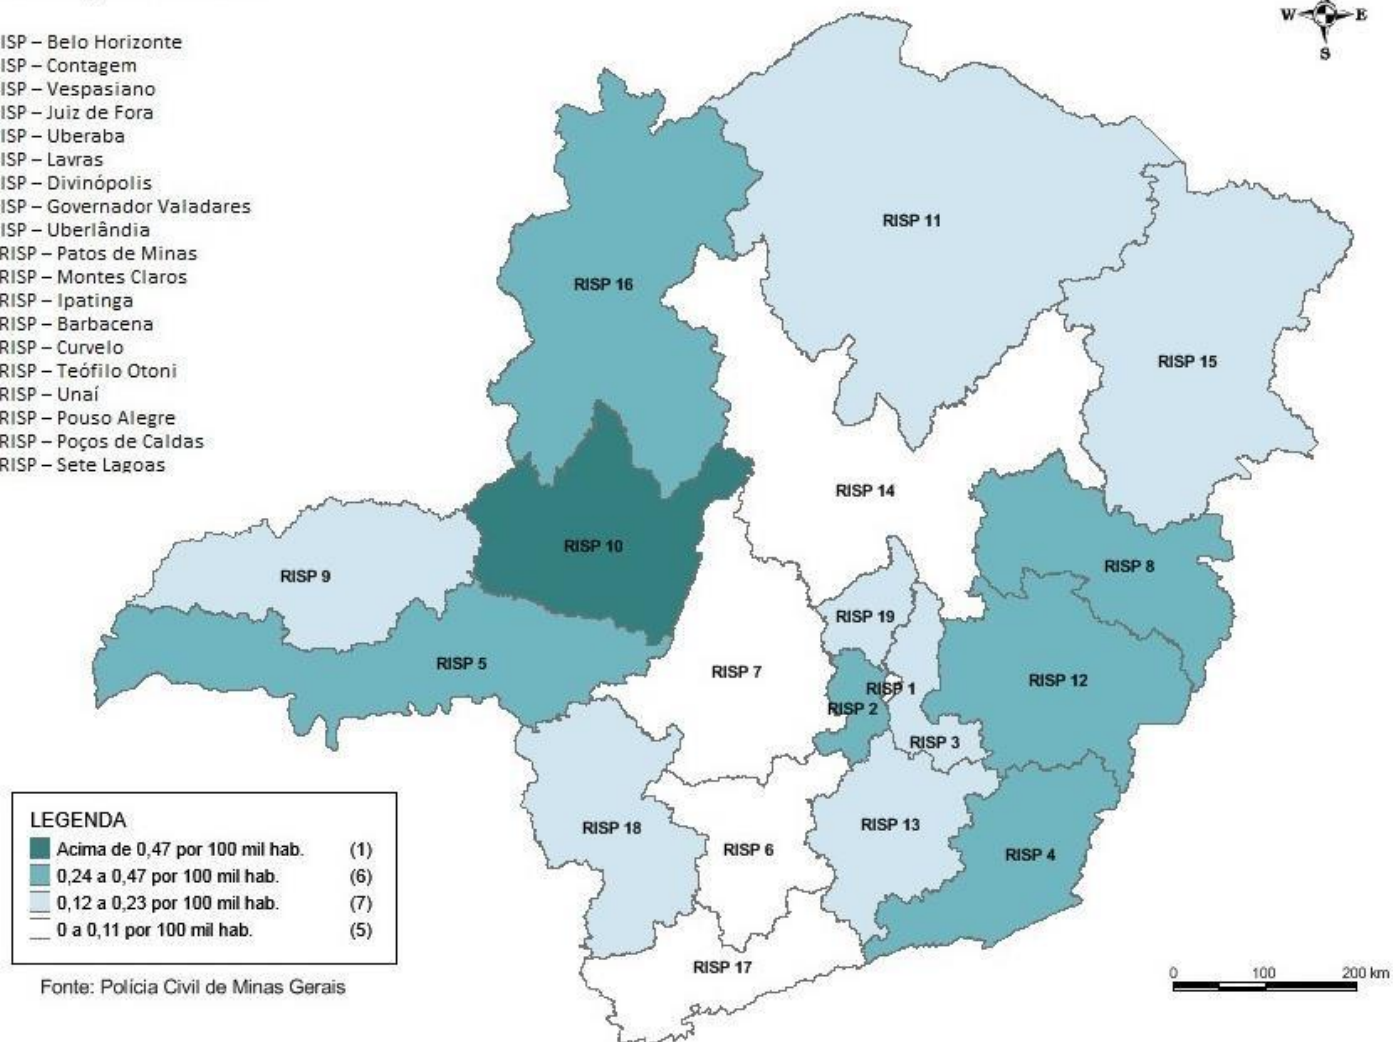 W E
S
ISP – Belo Horizonte
ISP – Contagem
ISP – Vespasiano
ISP – Juiz de Fora
ISP – Uberaba
ISP – Lavras
ISP – Divinópolis
ISP – Governador Valadares
ISP – Uberlândia
RISP – Patos de Minas
RISP – Montes Claros
RISP – Ipatinga
RISP – Barbacena
RISP – Curvelo
RISP – Teófilo Otoni
RISP – Unaí
RISP – Pouso Alegre
RISP – Poços de Caldas
RISP – Sete Lagoas
RISP 11
RISP 16
RISP 15
RISP 14
RISP 10
RISP 9
RISP 8
RISP 19
RISP 5
RISP 7
RISP 12
RISP 1
RISP 2
RISP 3
RISP 18
RISP 13
RISP 6
RISP 4
RISP 17
LEGENDA
Acima de 0,47 por 100 mil hab. (1)
0,24 a 0,47 por 100 mil hab. (6)
0,12 a 0,23 por 100 mil hab. (7)
0 a 0,11 por 100 mil hab. (5)
Fonte: Polícia Civil de Minas Gerais
0 100 200 km